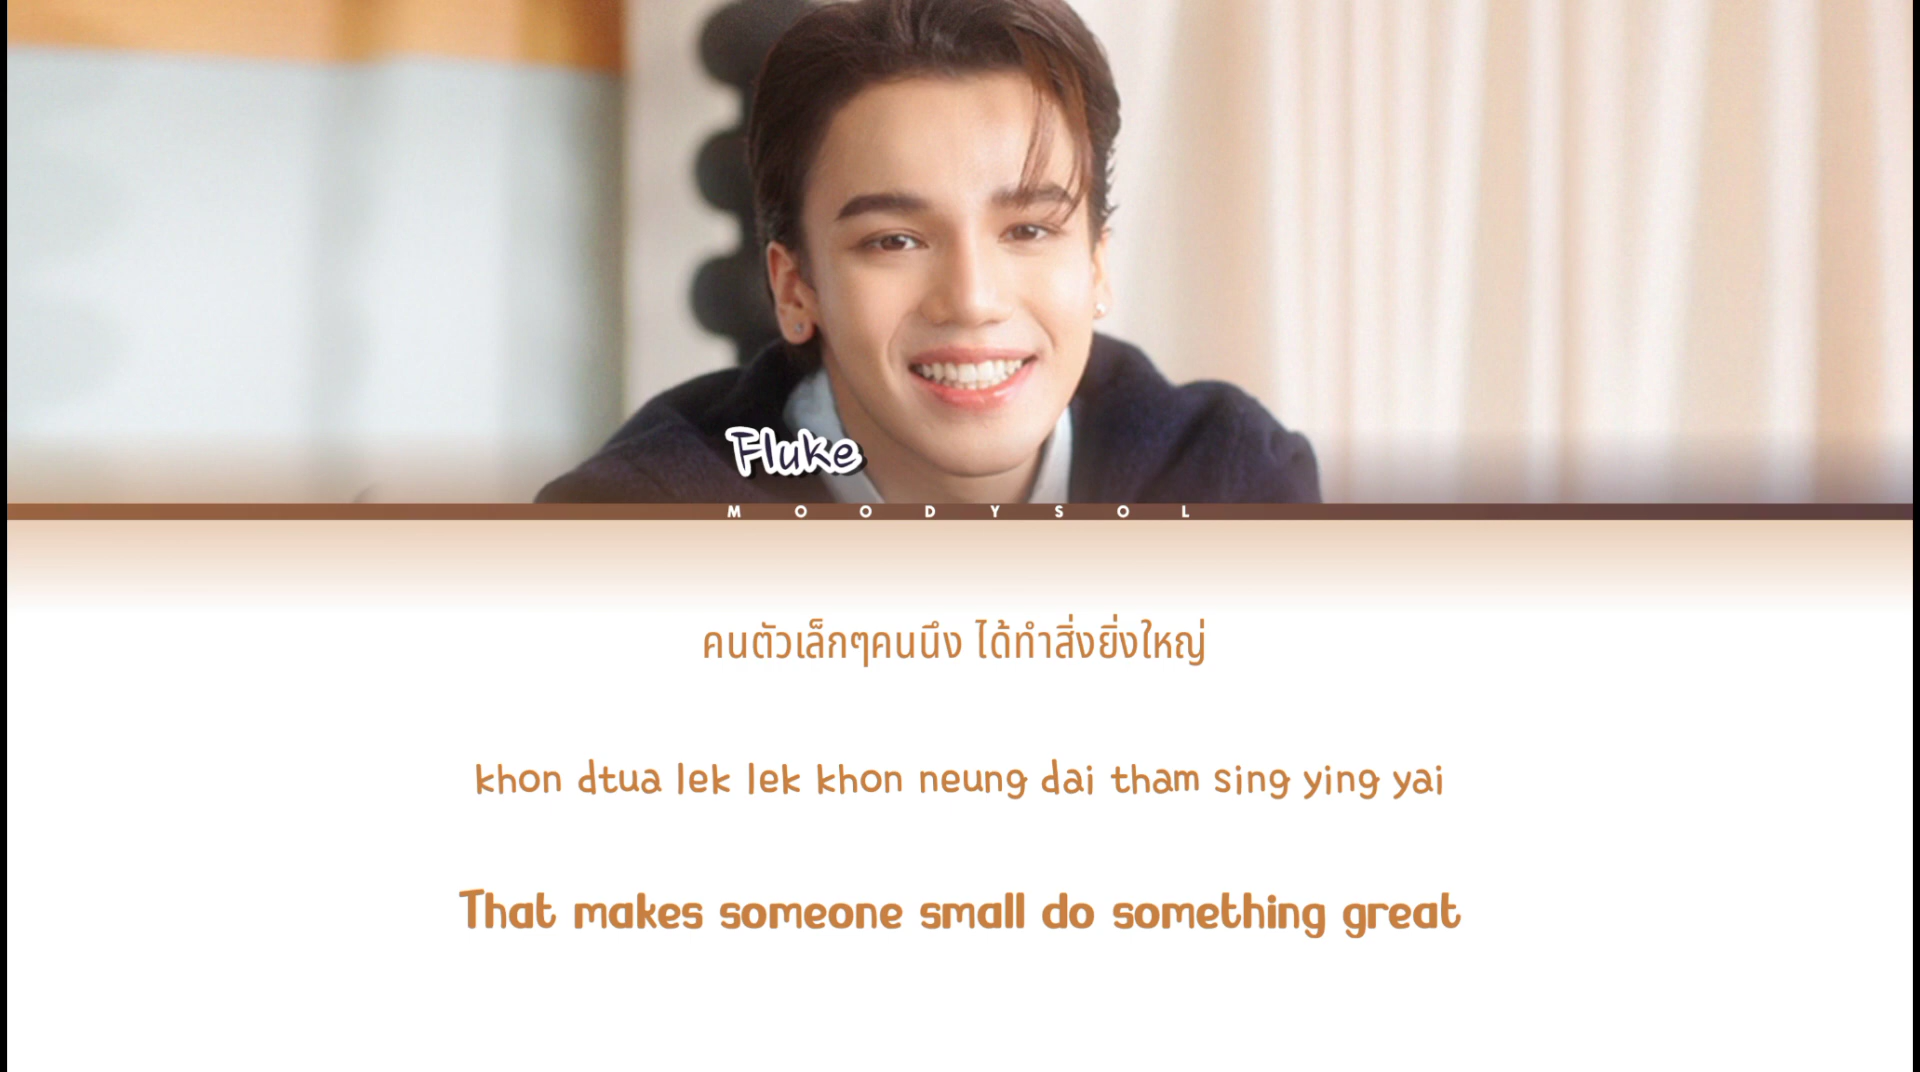 Fluke
MOODYSOL
คนตัวเล็กๆคนนึง ได้ทำสิ่งยิ่งใหญ่
khon dtua lek lek khon neung dai tham sing ying yai
That makes someone small do something great